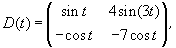 D(t) = ( sin t 4 sin(3t)
−cos t −7 cos t ),